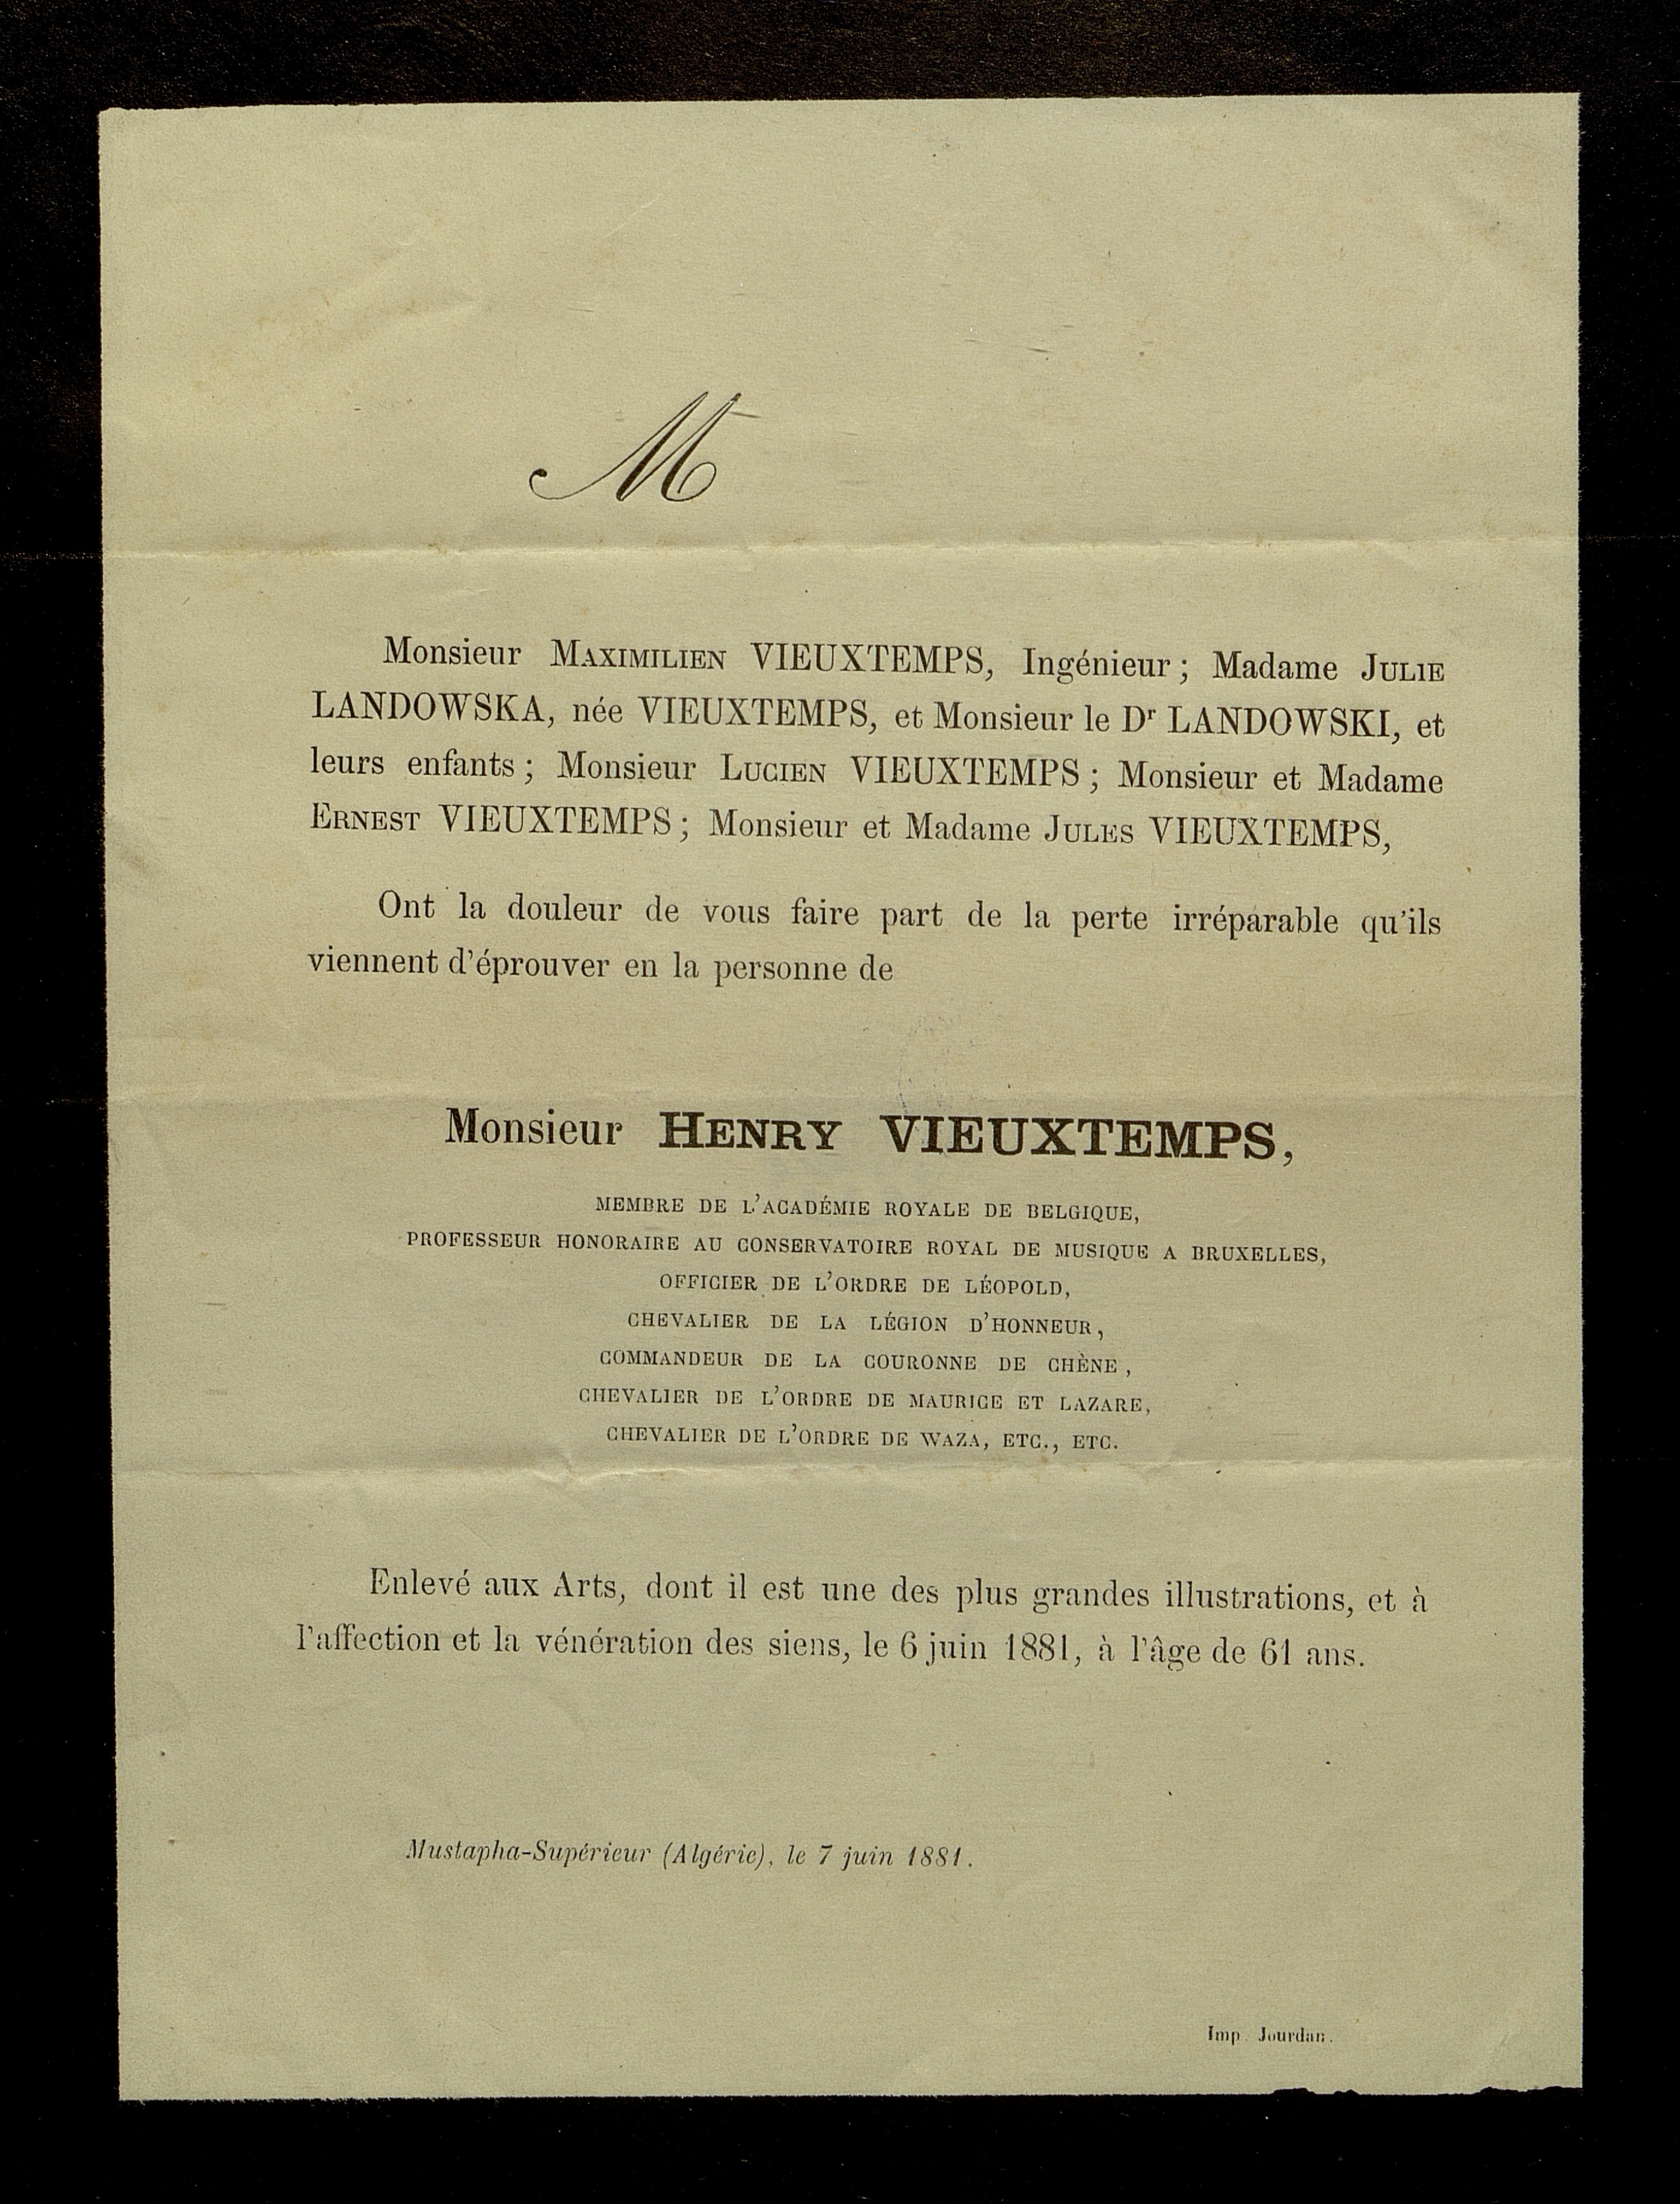 M
Monsieur Maximilien VIEUXTEMPS, Ingénieur ; Madame Julie
LANDOWSKA, née VIEUXTEMPS, et Monsieur le Dr LANDOWSKI, et
leurs enfants ; Monsieur Lucien VIEUXTEMPS ; Monsieur et Madame
Ernest VIEUXTEMPS ; Monsieur et Madame Jules VIEUXTEMPS,
Ont la douleur de vous faire part de la perte irréparable qu'ils
viennent d'éprouver en la personne de
Monsieur Henry VIEUXTEMPS,
MEMBRE DE L'ACADÉMIE ROYALE DE BELGIQUE,
PROFESSEUR HONORAIRE AU CONSERVATOIRE ROYAL DE MUSIQUE A BRUXELLES,
OFFICIER DE L'ORDRE DE LÉOPOLD,
CHEVALIER DE LA LÉGION D'HONNEUR,
COMMANDEUR DE LA COURONNE DE CHÈNE,
CHEVALIER DE L'ORDRE DE MAURICE ET LAZARE,
CHEVALIER DE L'ORDRE DE WAZA, ETC., ETC.
Enlevé aux Arts, dont il est une des plus grandes illustrations, et à
l'affection et la vénération des siens, le 6 juin 1881, à l'âge de 61 ans.
Mustapha-Supérieur (Algérie), le 7 juin 1881.
Imp. Jourdan.